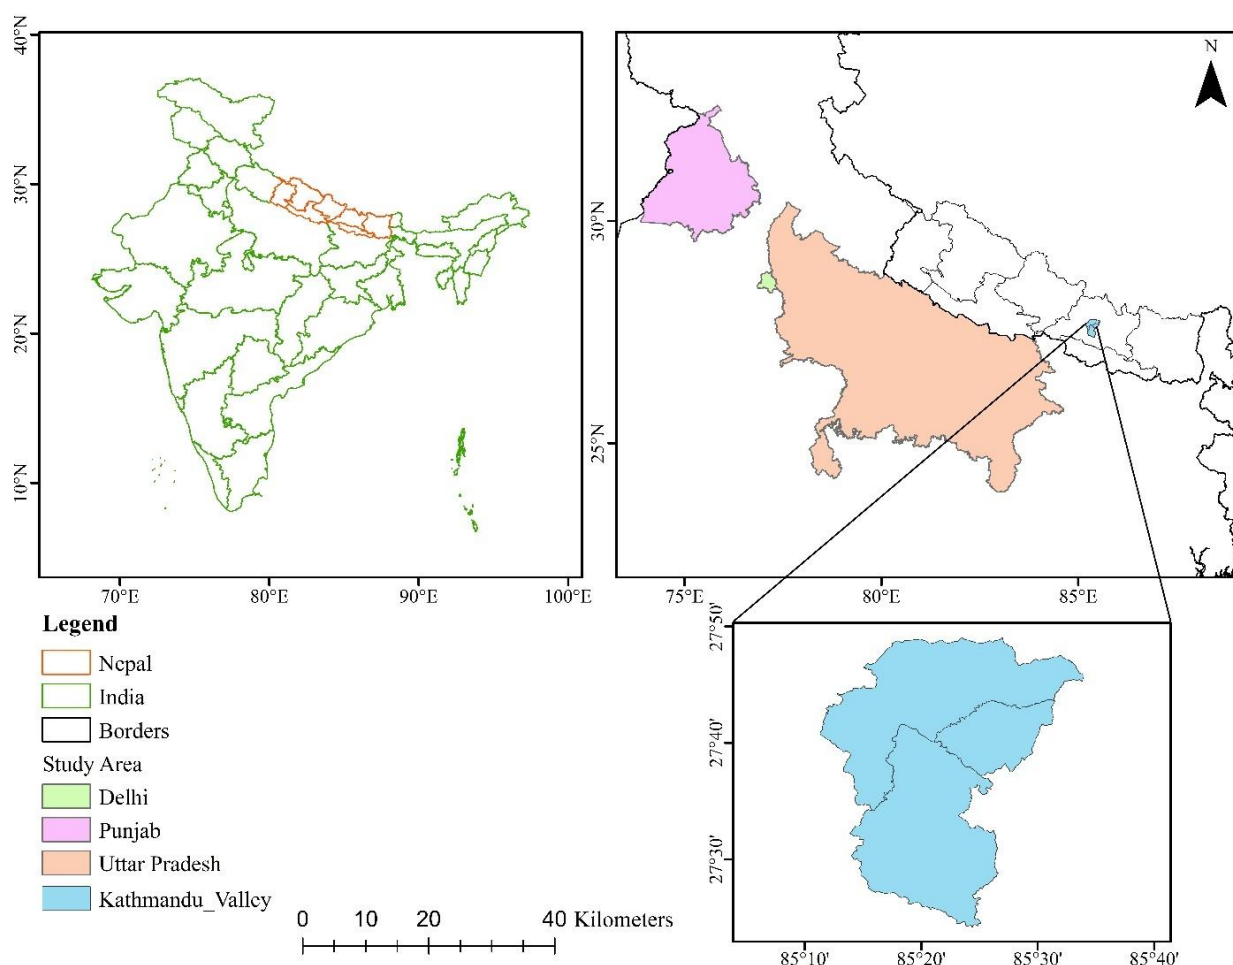 40°N
30°N
20°N
10°N
70°E
80°E
90°E
100°E
N
30°N
25°N
75°E
80°E
85°E
Legend
Nepal
India
Borders
Study Area
Delhi
Punjab
Uttar Pradesh
Kathmandu_Valley
0 10 20 40 Kilometers
27°50'
27°40'
27°30'
85°10'
85°20'
85°30'
85°40'